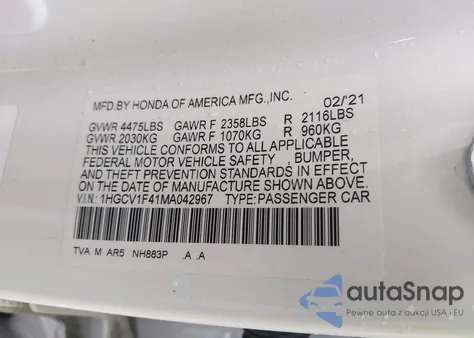 MFD.BY HONDA OF AMERICA MFG.,INC. 02/'21
GVWR 4475LBS GAWR F 2358LBS R 2116LBS
GVWR 2030KG GAWR F 1070KG R 960KG
THIS VEHICLE CONFORMS TO ALL APPLICABLE
FEDERAL MOTOR VEHICLE SAFETY , BUMPER,
AND THEFT PREVENTION STANDARDS IN EFFECT
ON THE DATE OF MANUFACTURE SHOWN ABOVE.
V.I.N.: 1HGCV1F41MA042967 TYPE:PASSENGER CAR
TVA M AR5 NH883P .A .A
autoSnap
Pewne auta z aukcji USA i EU